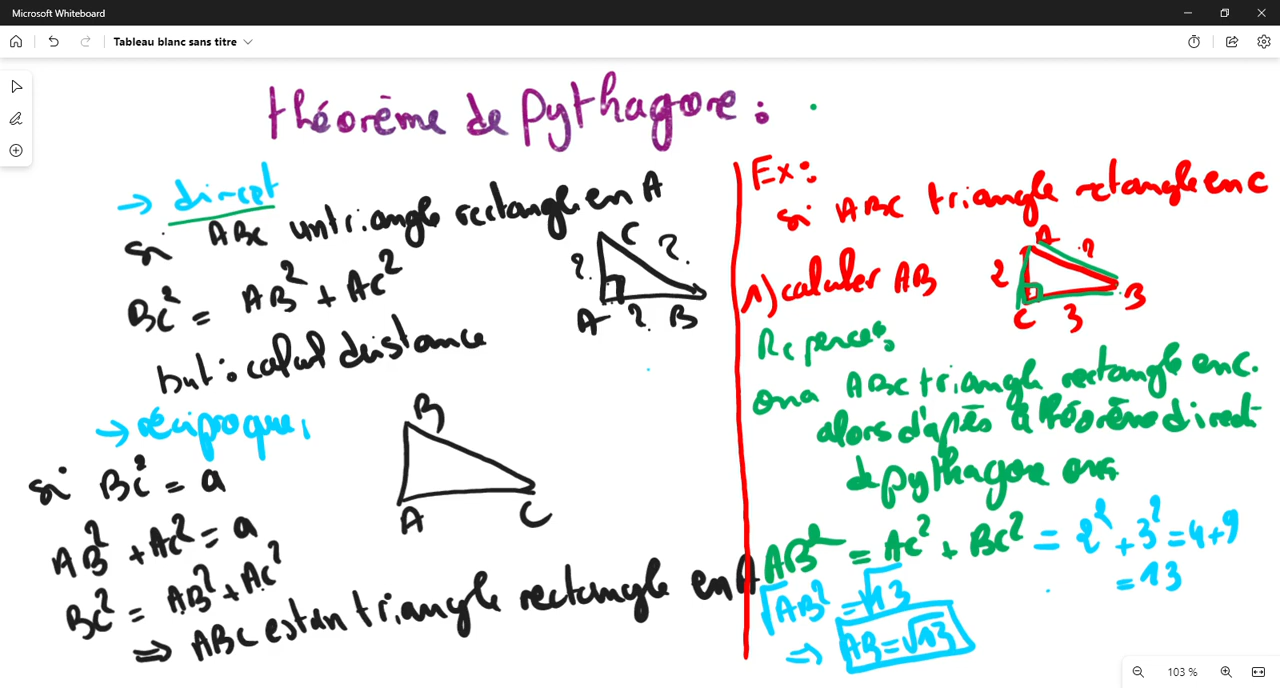 Microsoft Whiteboard
Tableau blanc sans titre
théorème de pythagore :
→ direct
si ABC un triangle rectangle en A
BC² = AB² + AC²
C
?
?
A ? B
but : calcul distance
→ réciproque,
si BC² = a
AB² + AC² = a
BC² = AB² + AC²
⇒ ABC est un triangle rectangle en A
B
A
C
Ex :
si ABC triangle rectangle en C
1) calculer AB
A
?
2
C
3
3
on a ABC triangle rectangle en C.
alors d'après théorème direct
de pythagore on a
AB² = AC² + BC² = 2² + 3² = 4+9
= 13
√AB² = √13
⇒ AB = √13
103 %